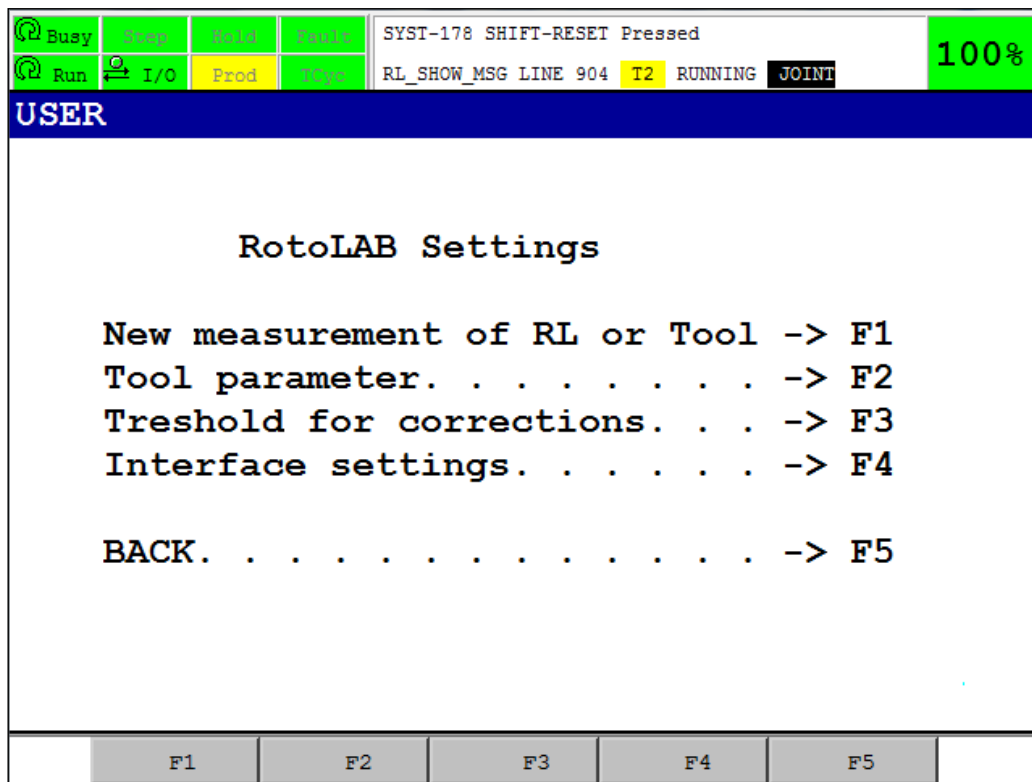 Busy Step Hold Fault SYST-178 SHIFT-RESET Pressed
Run I/O Prod TCyc RL_SHOW_MSG LINE 904 T2 RUNNING JOINT 100%
USER
RotoLAB Settings
New measurement of RL or Tool -> F1
Tool parameter. . . . . . . . -> F2
Treshold for corrections. . . -> F3
Interface settings. . . . . . -> F4
BACK. . . . . . . . . . . . . -> F5
F1 F2 F3 F4 F5